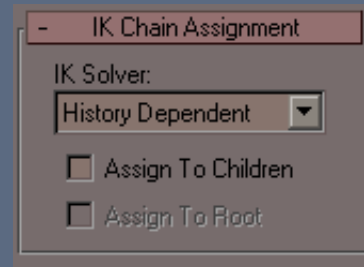 - IK Chain Assignment
IK Solver:
History Dependent
Assign To Children
Assign To Root